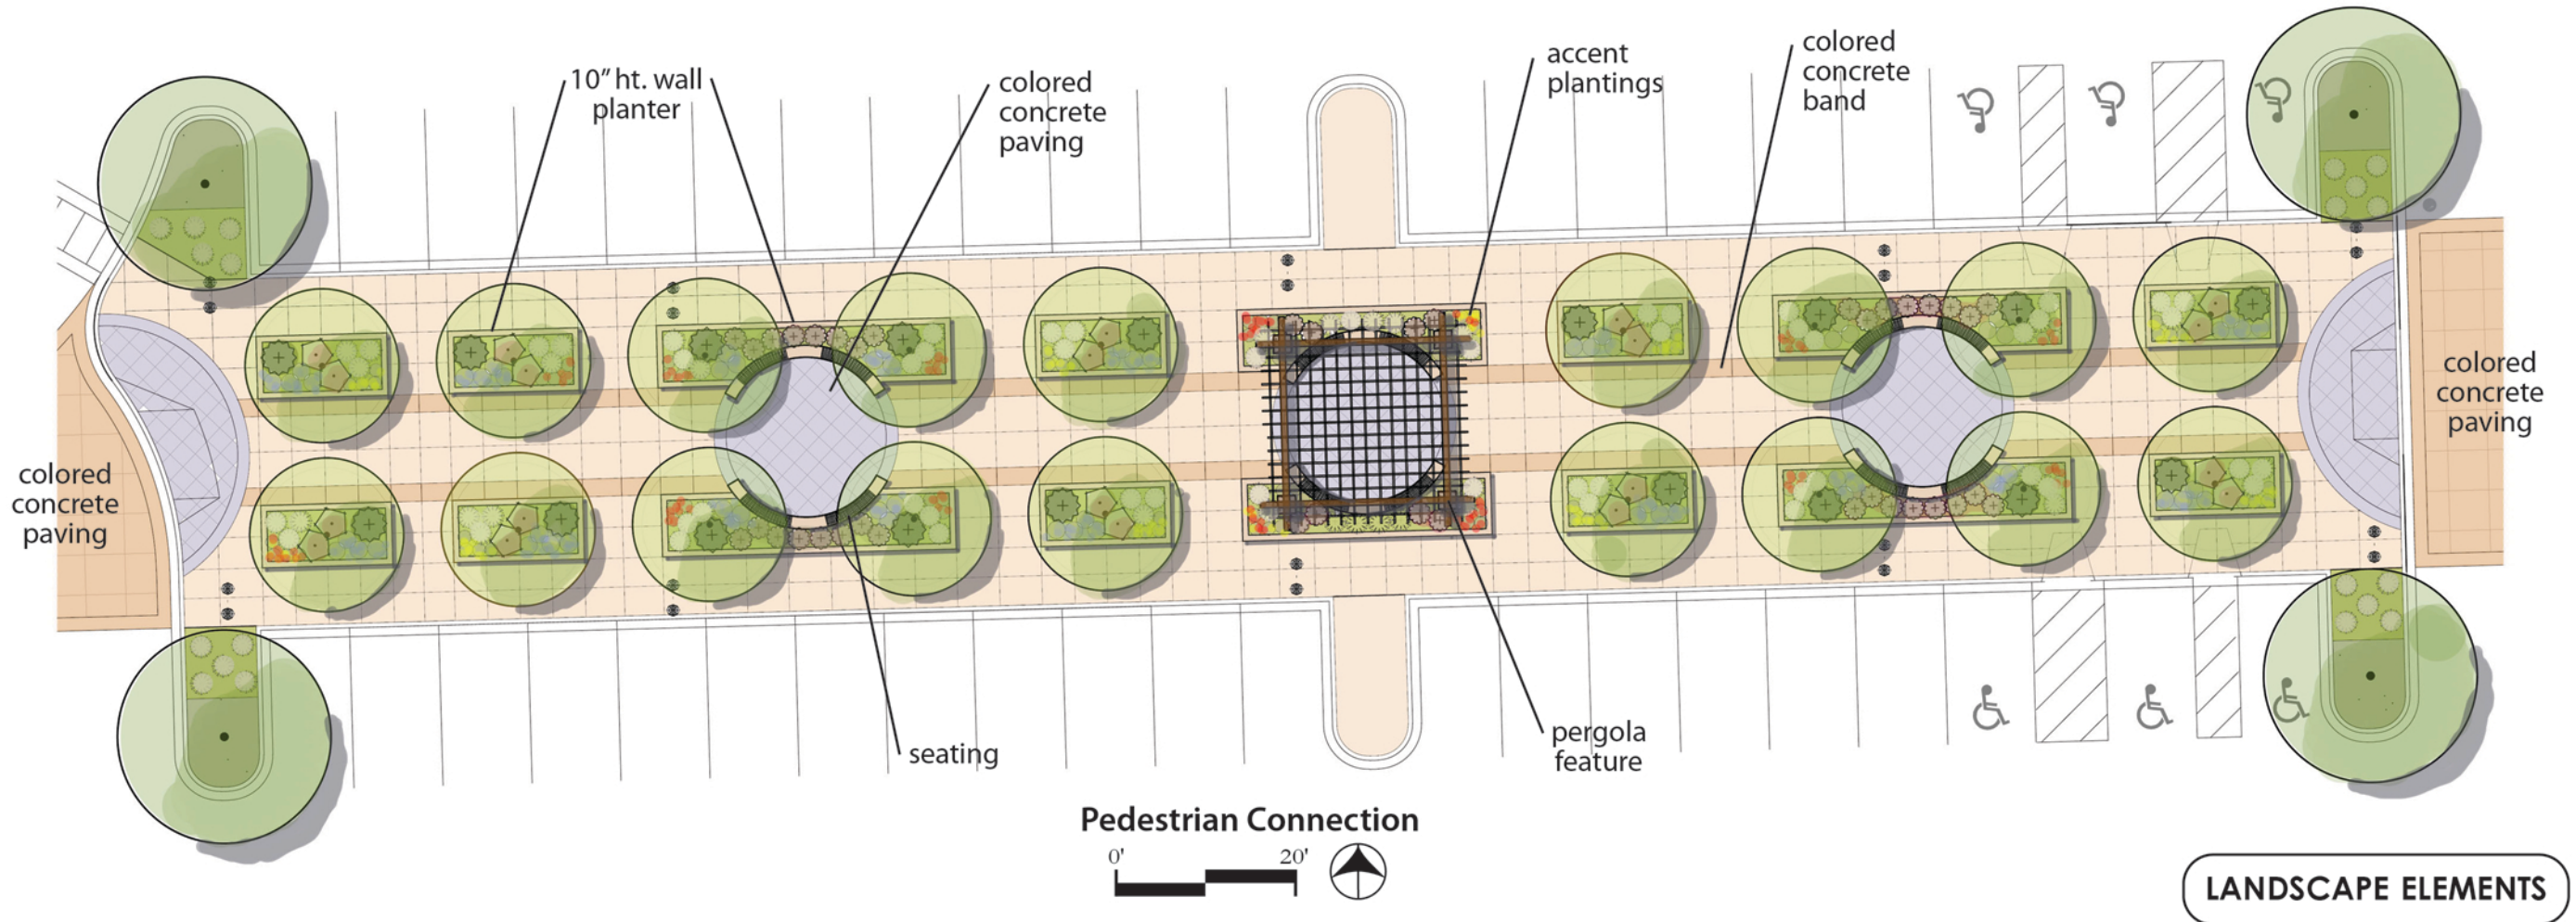 10” ht. wall
planter
colored
concrete
paving
accent
plantings
colored
concrete
band
colored
concrete
paving
colored
concrete
paving
seating
pergola
feature
Pedestrian Connection
0' 20'
LANDSCAPE ELEMENTS